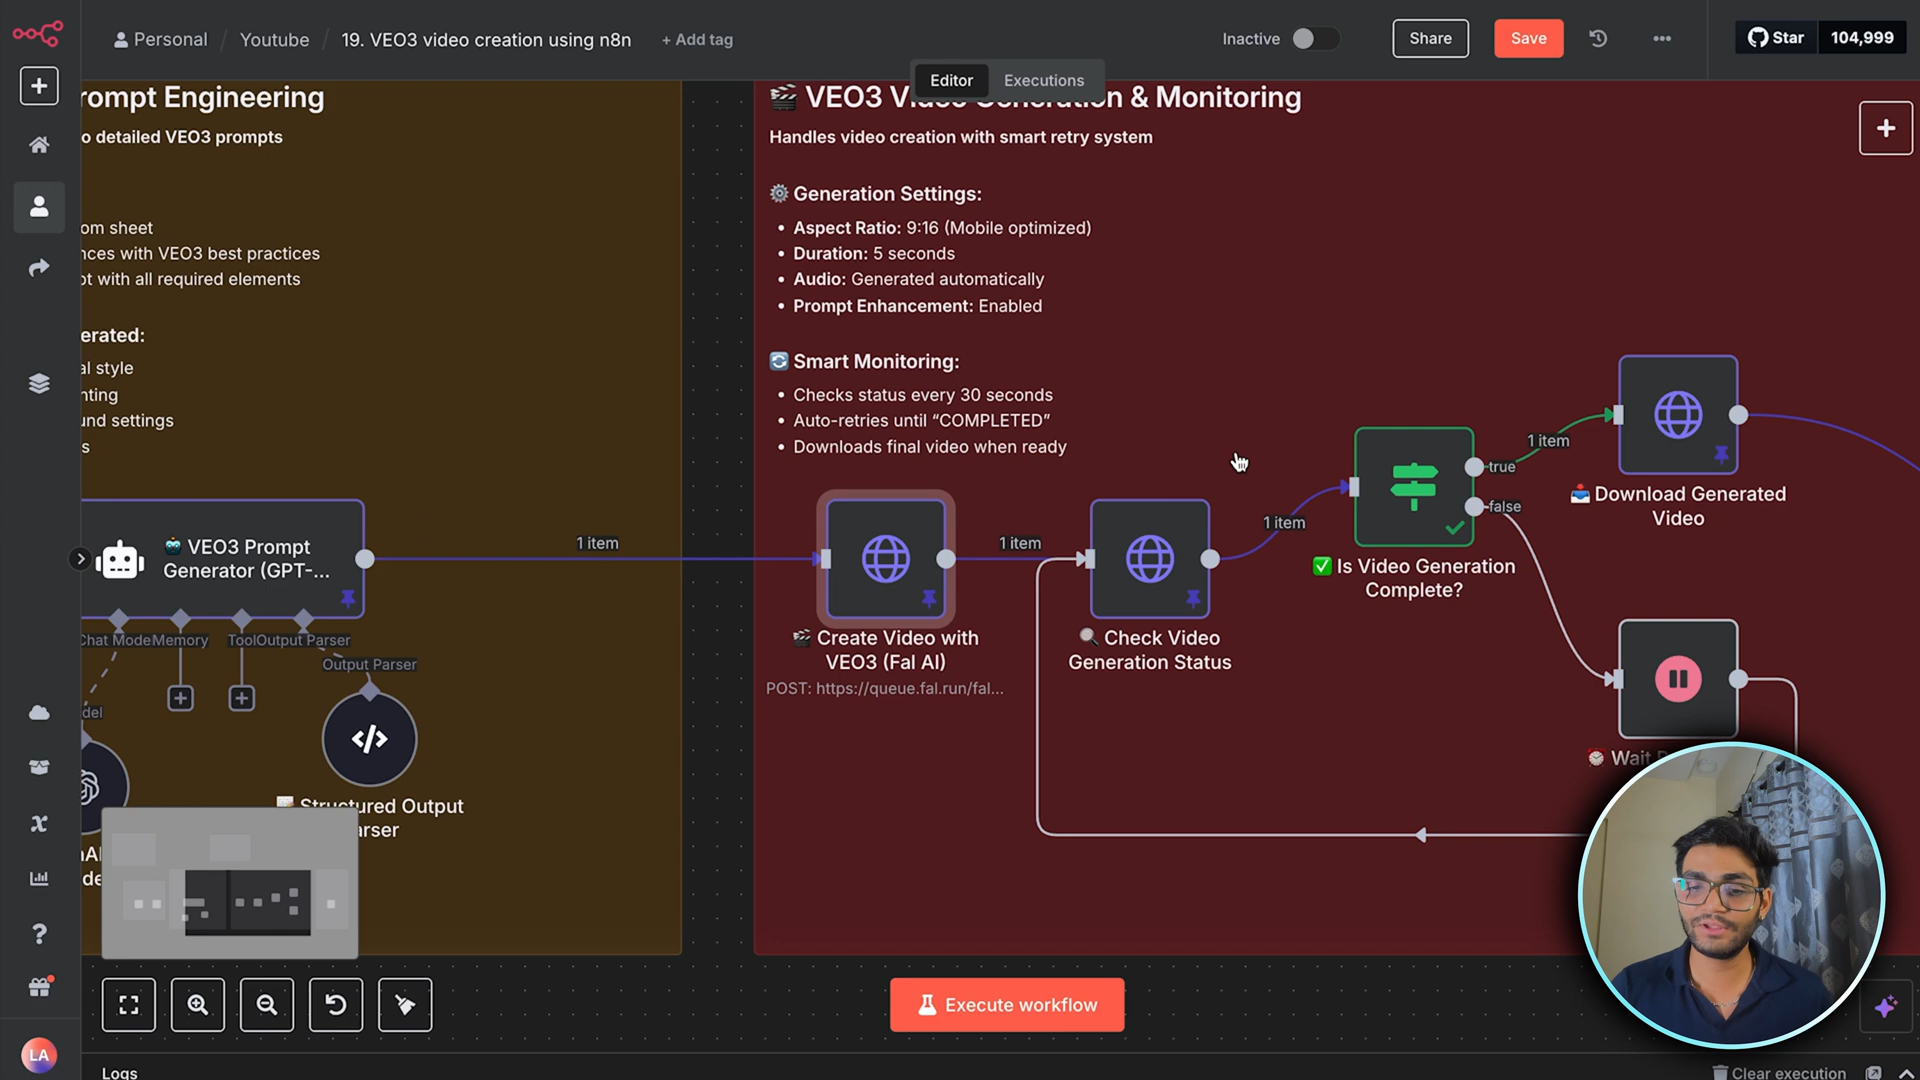 Personal / Youtube / 19. VEO3 video creation using n8n + Add tag
Inactive
Share
Save
Star 104,999
Editor Executions
rompt Engineering
o detailed VEO3 prompts
om sheet
nces with VEO3 best practices
ot with all required elements
erated:
al style
hting
und settings
s
VEO3 Video Generation & Monitoring
Handles video creation with smart retry system
Generation Settings:
• Aspect Ratio: 9:16 (Mobile optimized)
• Duration: 5 seconds
• Audio: Generated automatically
• Prompt Enhancement: Enabled
Smart Monitoring:
• Checks status every 30 seconds
• Auto-retries until “COMPLETED”
• Downloads final video when ready
VEO3 Prompt
Generator (GPT-...
Chat Mode Memory Tool Output Parser
Output Parser
del
Structured Output
arser
1 item
Create Video with
VEO3 (Fal AI)
POST: https://queue.fal.run/fal...
1 item
Check Video
Generation Status
1 item
Is Video Generation
Complete?
true
false
1 item
Download Generated
Video
Wait
Execute workflow
LA
Logs
Clear execution